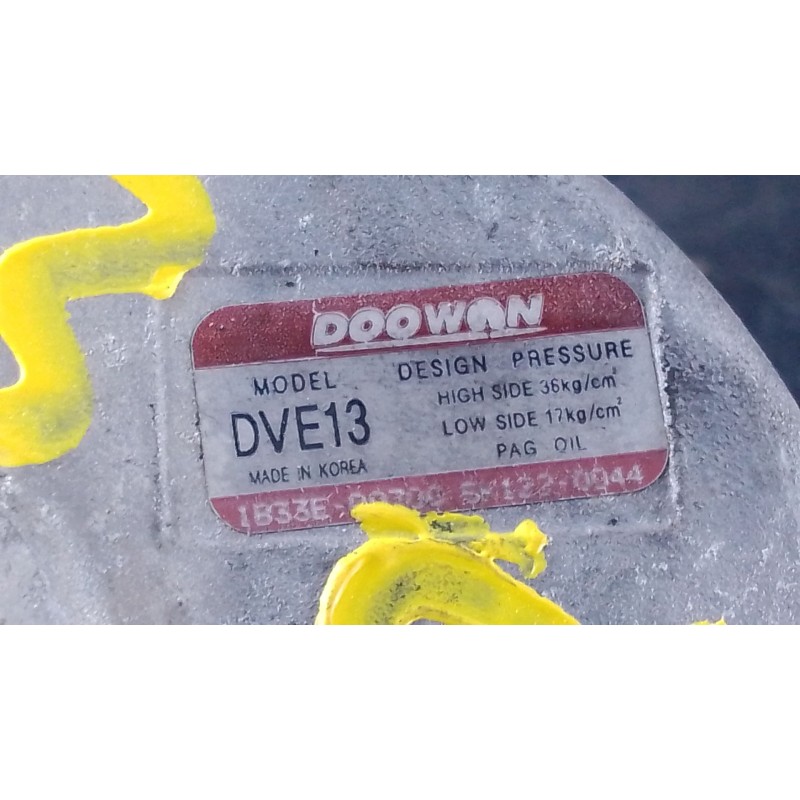 DOOWON
MODEL
DVE13
MADE IN KOREA
DESIGN PRESSURE
HIGH SIDE 36kg/cm²
LOW SIDE 17kg/cm²
PAG OIL